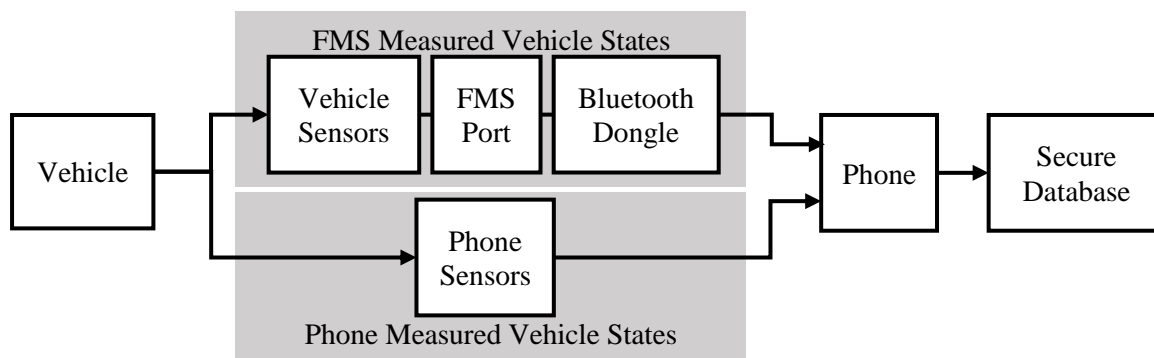 FMS Measured Vehicle States
Vehicle
Sensors
FMS
Port
Bluetooth
Dongle
Vehicle
Phone
Secure
Database
Phone
Sensors
Phone Measured Vehicle States